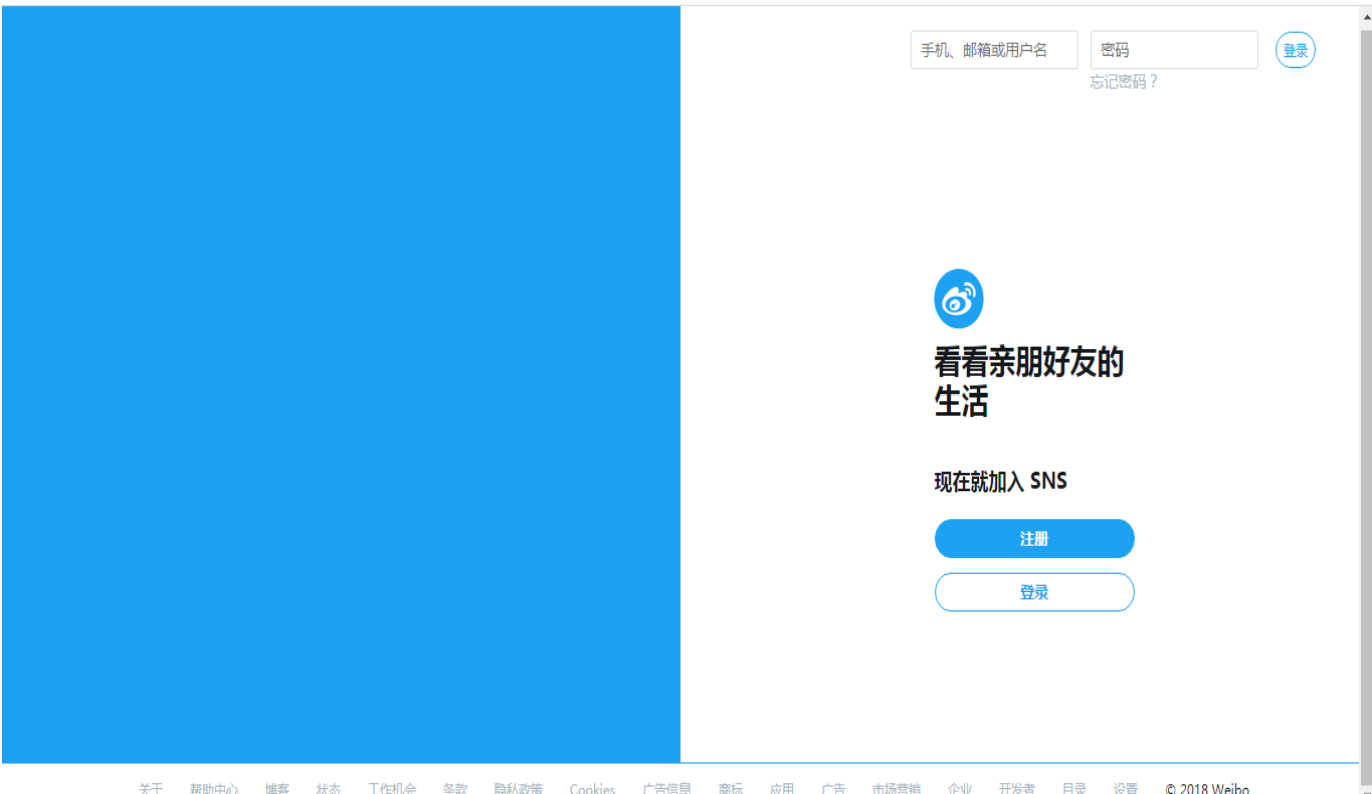 手机、邮箱或用户名 密码 登录
忘记密码？
看看亲朋好友的
生活
现在就加入 SNS
注册
登录
关于 帮助中心 博客 状态 工作机会 条款 隐私政策 Cookies 广告信息 商标 应用 广告 市场营销 企业 开发者 目录 设置 © 2018 Weibo